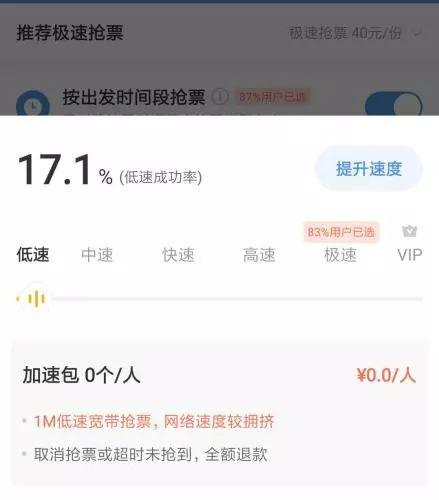 推荐极速抢票
极速抢票 40元/份
按出发时间段抢票 87%用户已选
17.1% (低速成功率)
提升速度
83%用户已选
低速 中速 快速 高速 极速 VIP
加速包 0个/人 ¥0.0/人
1M低速宽带抢票，网络速度较拥挤
取消抢票或超时未抢到，全额退款